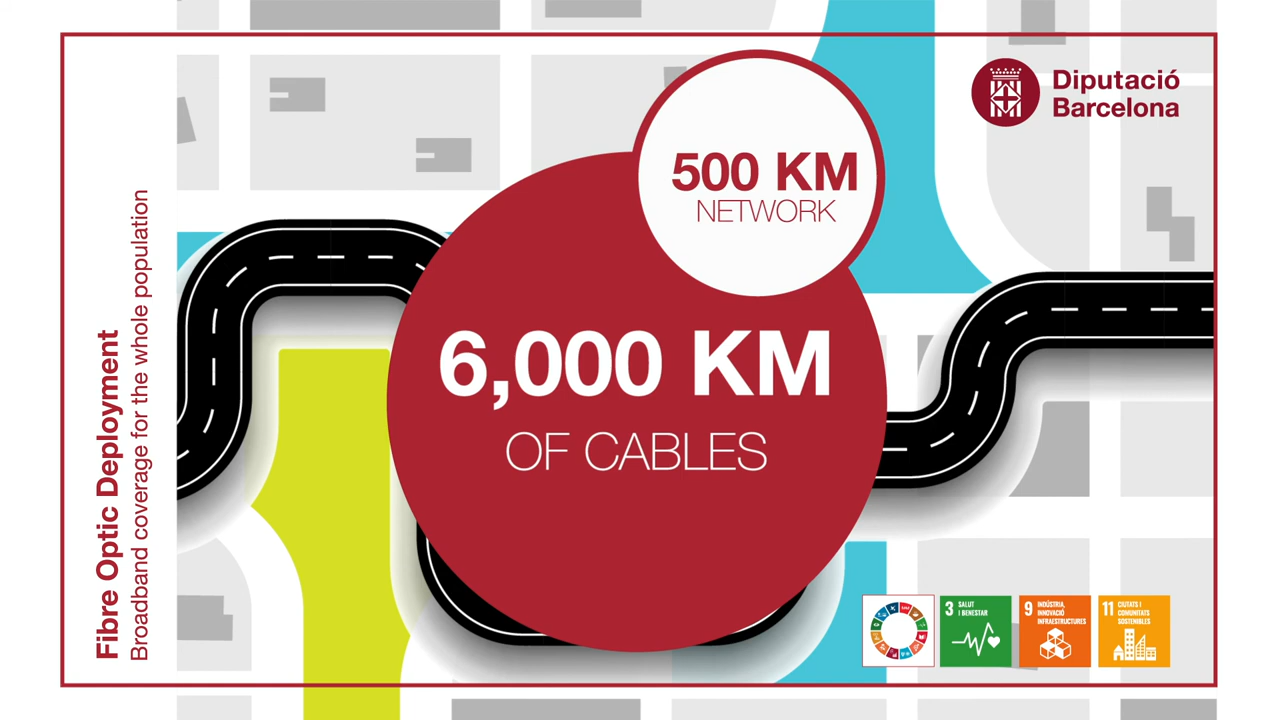 Diputació
Barcelona
500 KM
NETWORK
6,000 KM
OF CABLES
Fibre Optic Deployment
Broadband coverage for the whole population
3 SALUT
I BENESTAR
9 INDÚSTRIA,
INNOVACIÓ
INFRAESTRUCTURES
11 CIUTATS I
COMUNITATS
SOSTENIBLES